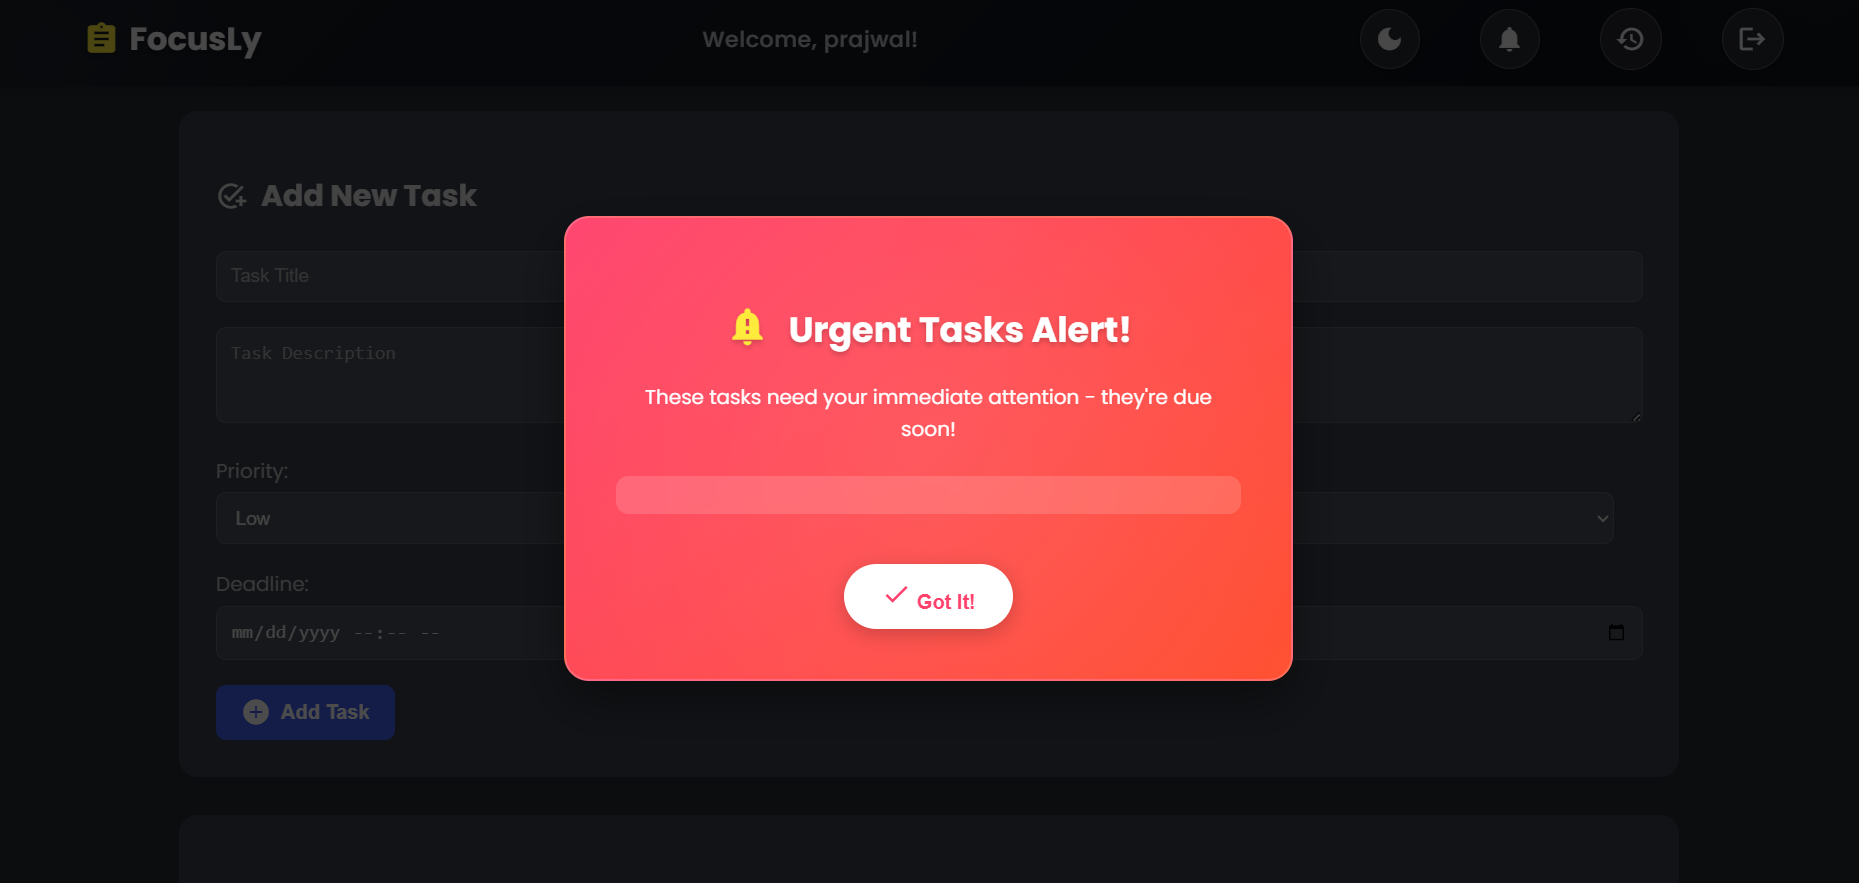 FocusLy
Welcome, prajwal!
Add New Task
Task Title
Task Description
Priority:
Low
Deadline:
mm/dd/yyyy --:-- --
Add Task
Urgent Tasks Alert!
These tasks need your immediate attention - they're due
soon!
Got It!